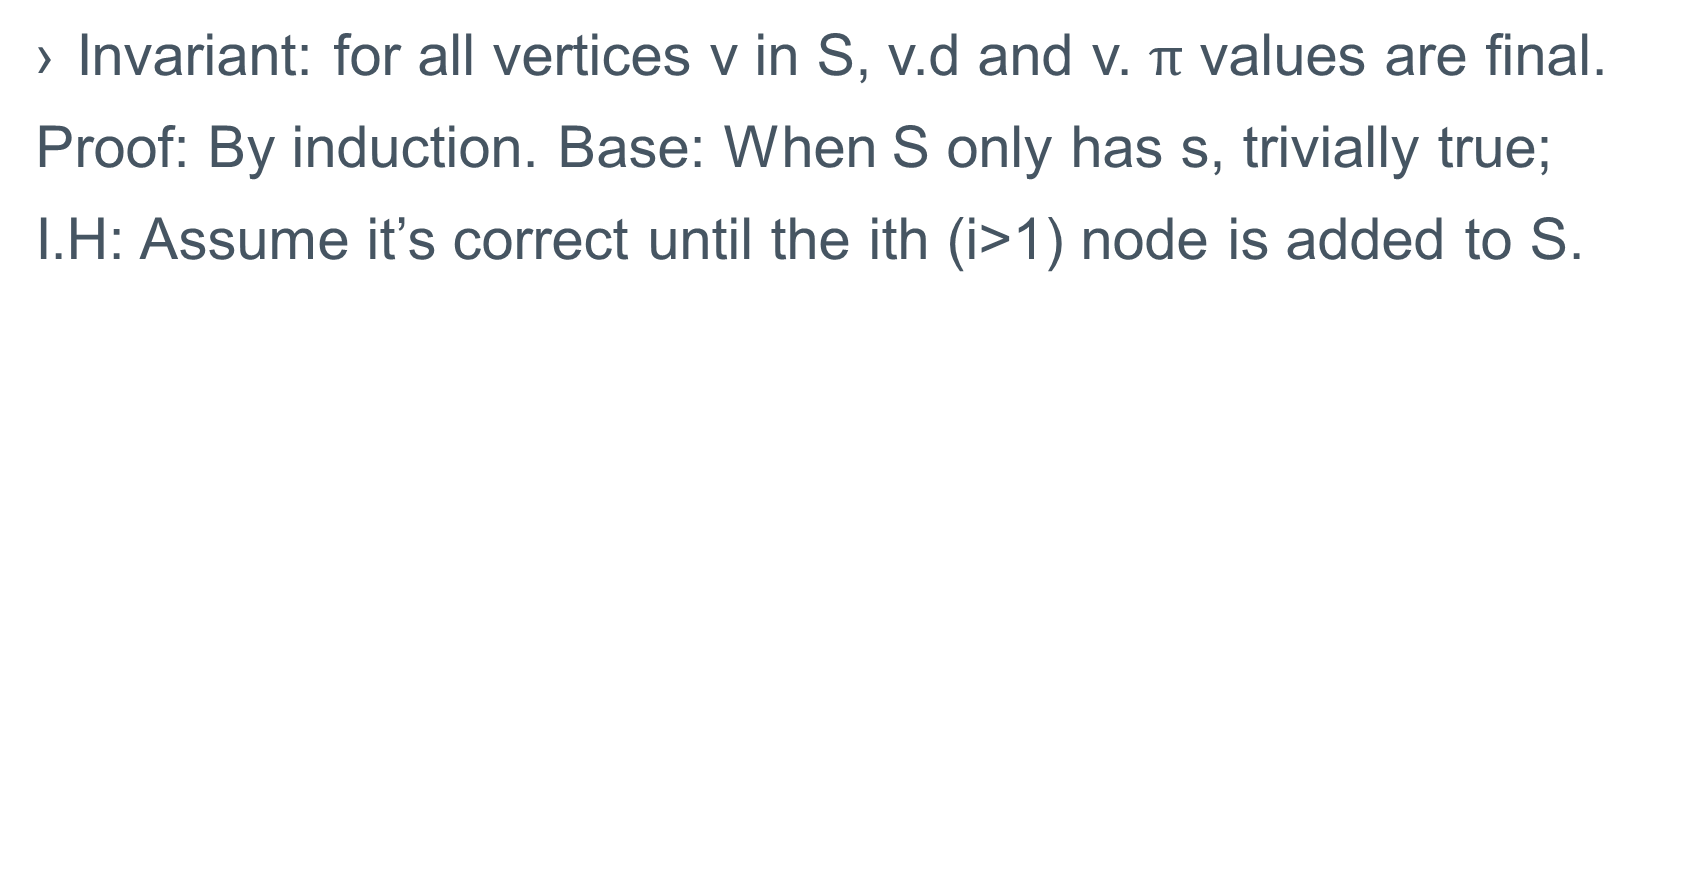 › Invariant: for all vertices v in S, v.d and v. π values are final.
Proof: By induction. Base: When S only has s, trivially true;
I.H: Assume it’s correct until the ith (i>1) node is added to S.